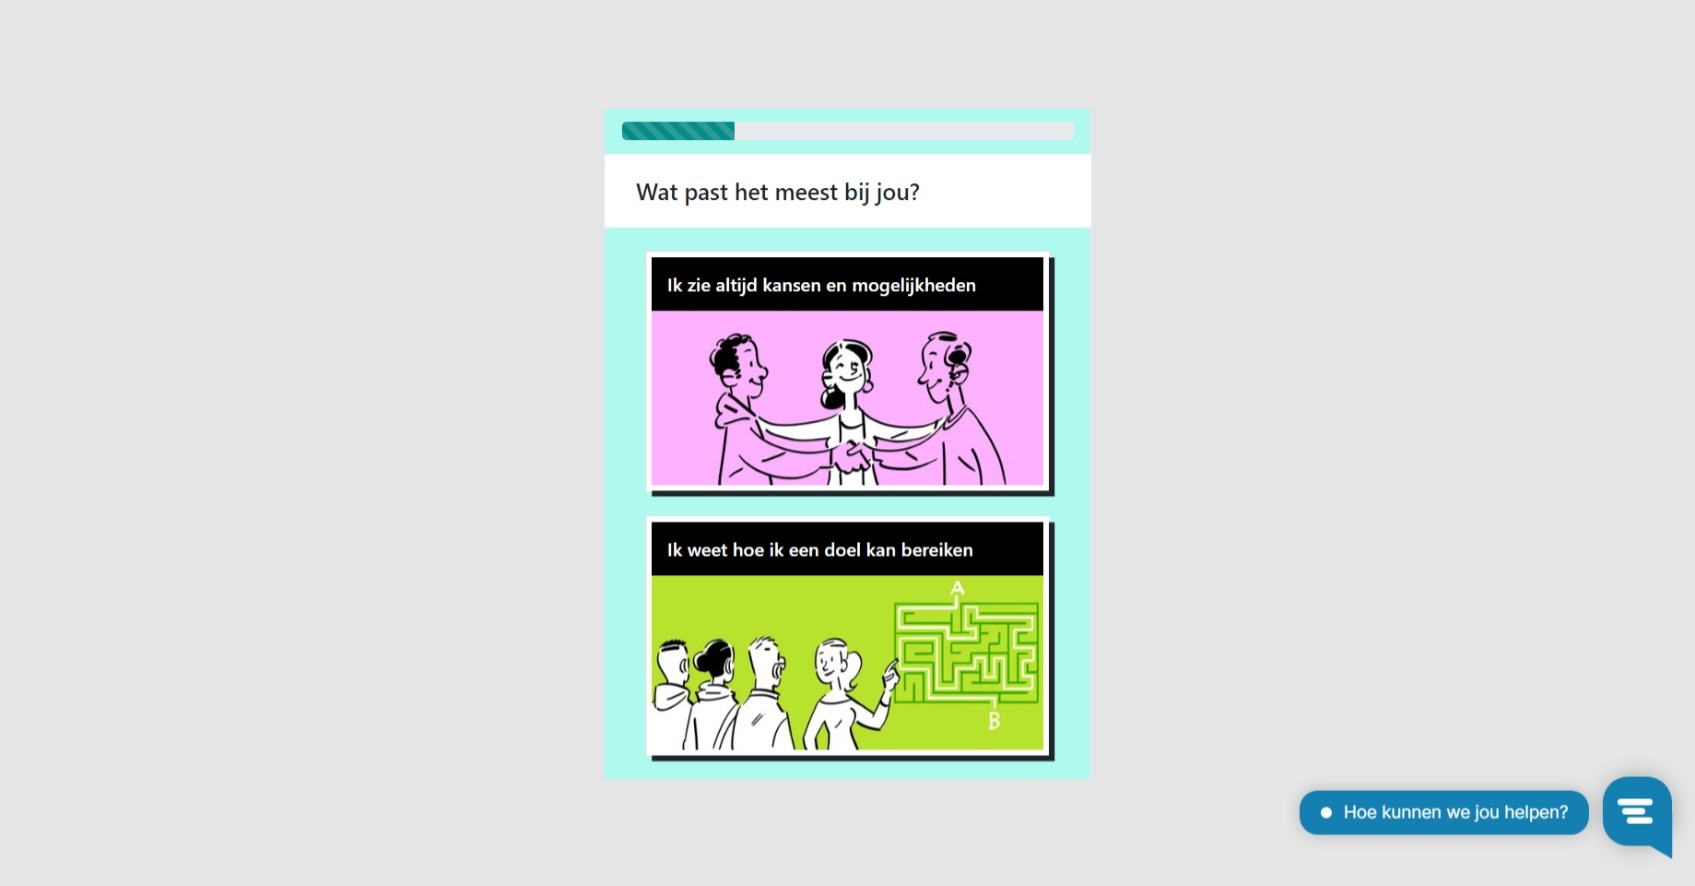 Wat past het meest bij jou?
Ik zie altijd kansen en mogelijkheden
Ik weet hoe ik een doel kan bereiken
A
B
Hoe kunnen we jou helpen?